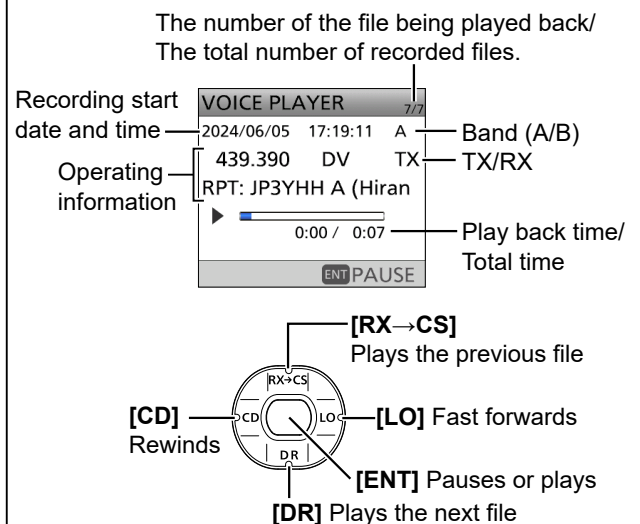 The number of the file being played back/
The total number of recorded files.
Recording start
date and time
Operating
information
VOICE PLAYER 7/7
2024/06/05 17:19:11 A
439.390 DV TX
RPT: JP3YHH A (Hiran
0:00 / 0:07
ENT PAUSE
Band (A/B)
TX/RX
Play back time/
Total time
[RX→CS]
Plays the previous file
RX→CS
CD
LO
DR
[CD]
Rewinds
[LO] Fast forwards
[ENT] Pauses or plays
[DR] Plays the next file